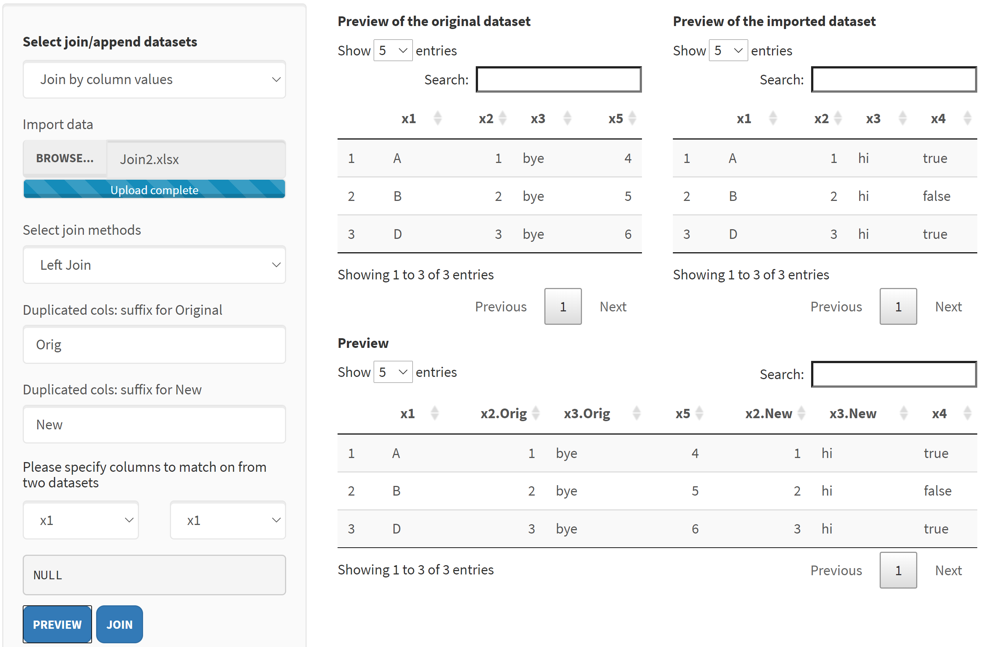 Select join/append datasets
Join by column values
Import data
BROWSE... Join2.xlsx
Upload complete
Select join methods
Left Join
Duplicated cols: suffix for Original
Orig
Duplicated cols: suffix for New
New
Please specify columns to match on from
two datasets
x1 x1
NULL
PREVIEW JOIN
Preview of the original dataset
Show 5 entries
Search:
x1 x2 x3 x5
1 A 1 bye 4
2 B 2 bye 5
3 D 3 bye 6
Showing 1 to 3 of 3 entries
Previous 1 Next
Preview of the imported dataset
Show 5 entries
Search:
x1 x2 x3 x4
1 A 1 hi true
2 B 2 hi false
3 D 3 hi true
Showing 1 to 3 of 3 entries
Previous 1 Next
Preview
Show 5 entries
Search:
x1 x2.Orig x3.Orig x5 x2.New x3.New x4
1 A 1 bye 4 1 hi true
2 B 2 bye 5 2 hi false
3 D 3 bye 6 3 hi true
Showing 1 to 3 of 3 entries
Previous 1 Next